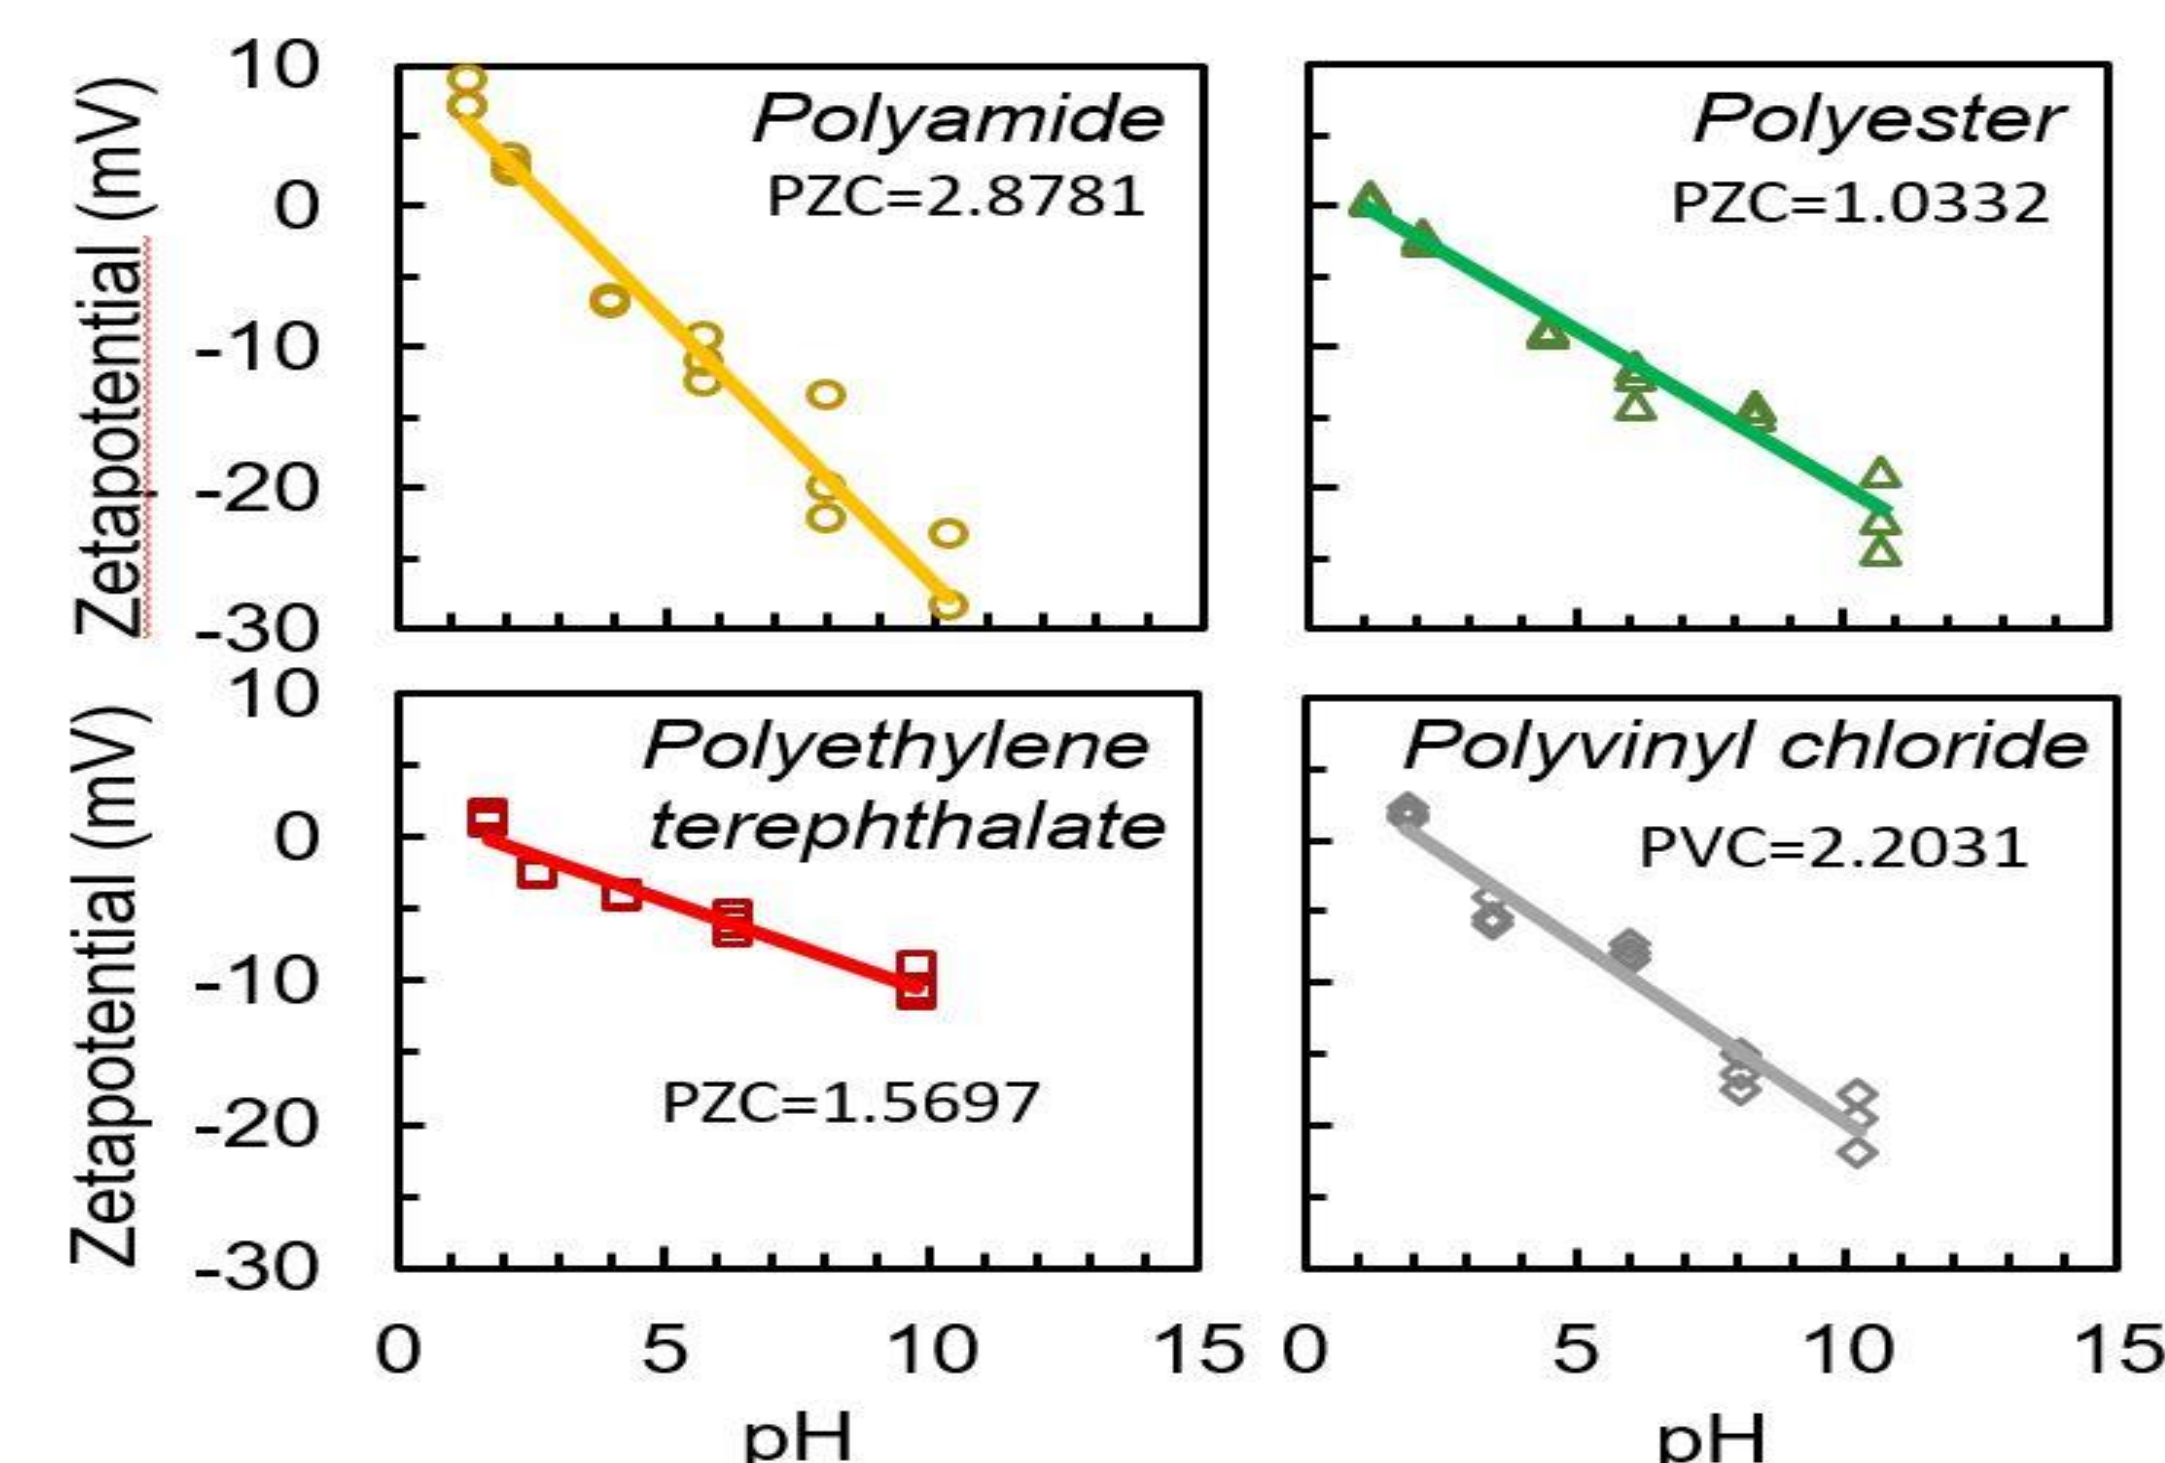 Zetapotential (mV)
10
0
-10
-20
-30
Polyamide
PZC=2.8781
Polyester
PZC=1.0332
Zetapotential (mV)
10
0
-10
-20
-30
Polyethylene
terephthalate
PZC=1.5697
Polyvinyl chloride
PVC=2.2031
0 5 10 15
0 5 10 15
pH
pH